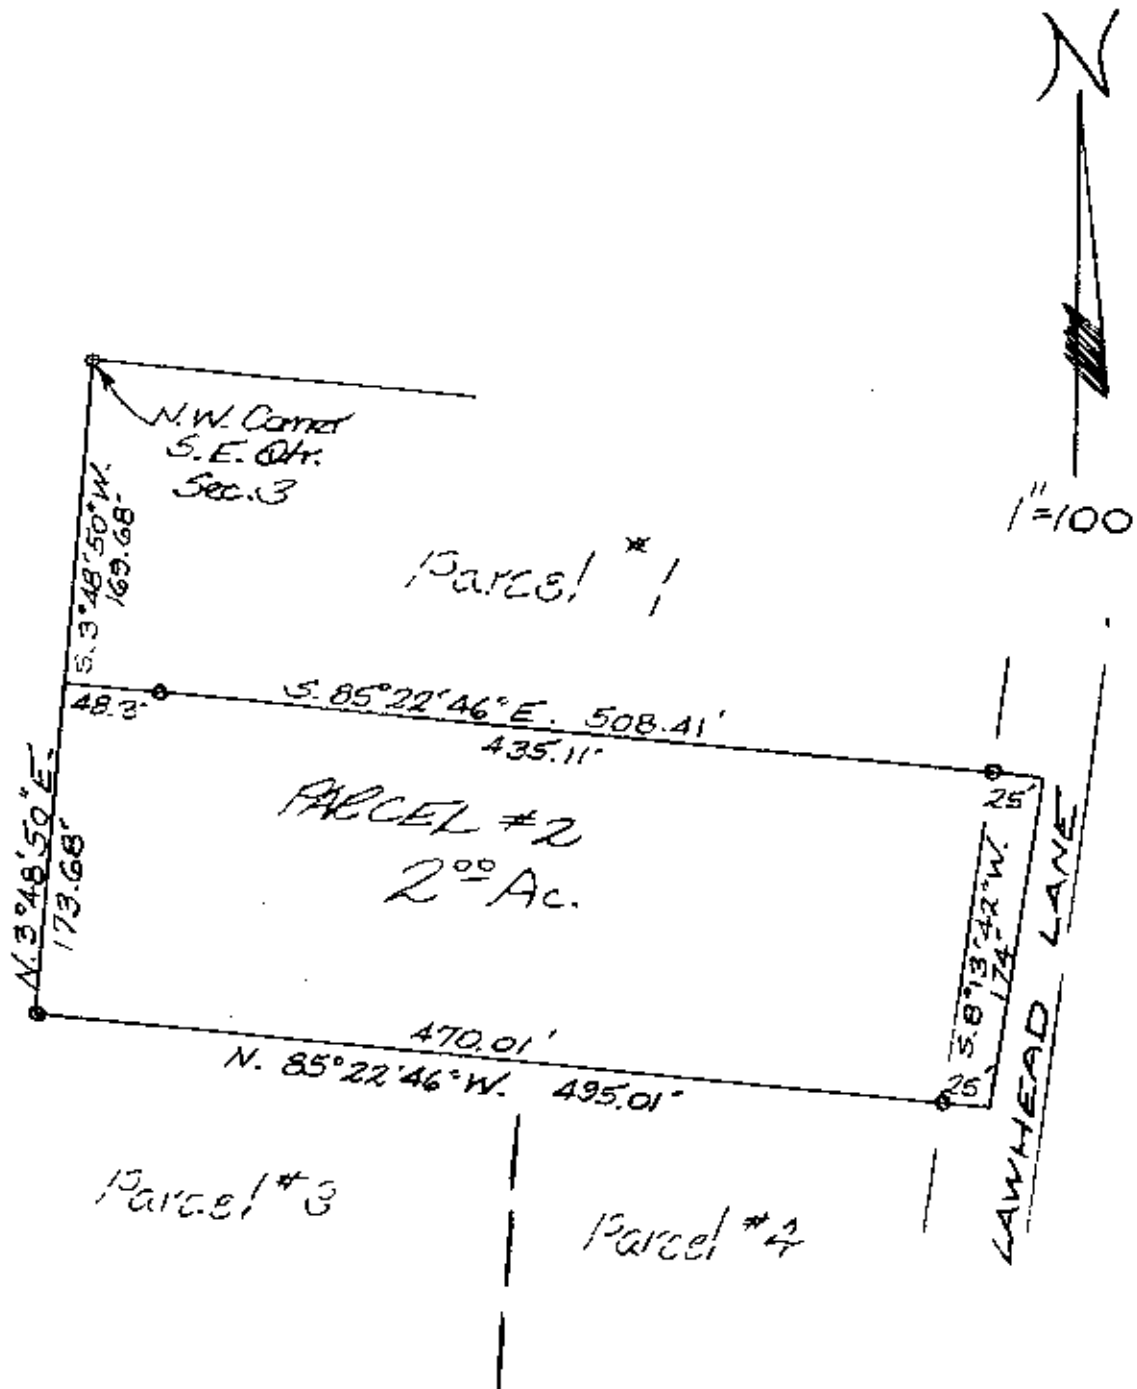 N
1"=100
N.W. Corner
S.E. Qtr.
Sec. 3
S. 3°48'50"W.
169.68'
Parcel #1
48.3'
S. 85°22'46"E. 508.41'
435.11'
25'
PARCEL #2
2⁰⁰ Ac.
N. 3°48'50"E.
173.68'
S. 8°13'42"W.
174'
LAWHEAD LANE
470.01'
N. 85°22'46"W. 495.01'
25'
Parcel #3
Parcel #4